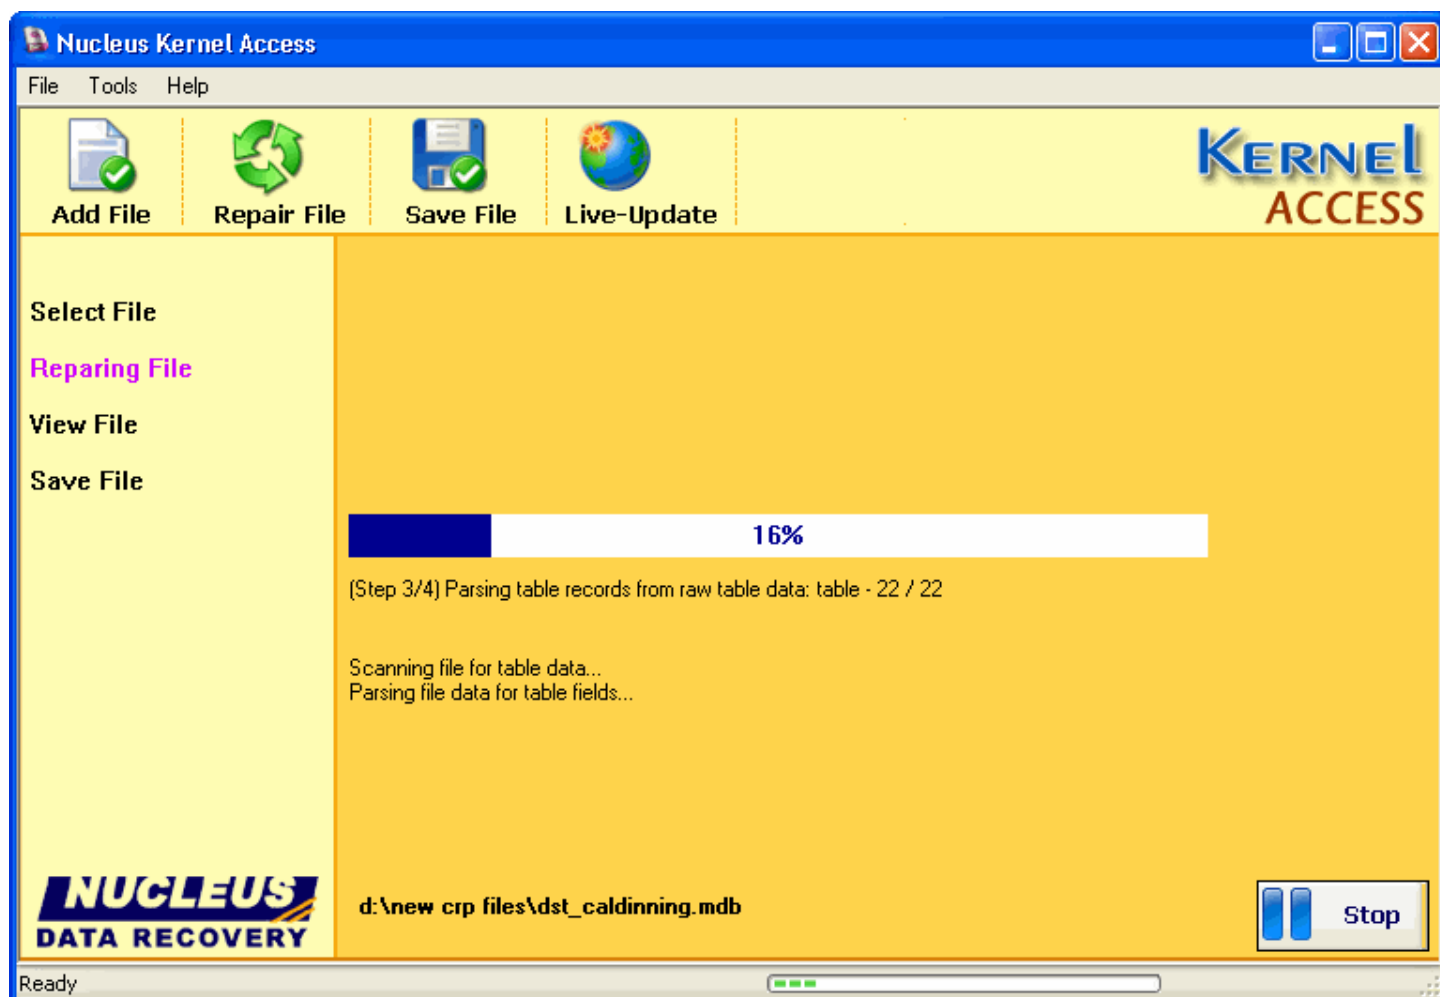 Nucleus Kernel Access
File Tools Help
Add File Repair File Save File Live-Update
KERNEl
ACCESS
Select File
Reparing File
View File
Save File
16%
(Step 3/4) Parsing table records from raw table data: table - 22 / 22
Scanning file for table data...
Parsing file data for table fields...
NUCLEUS
DATA RECOVERY
d:\new crp files\dst_caldinning.mdb
Stop
Ready